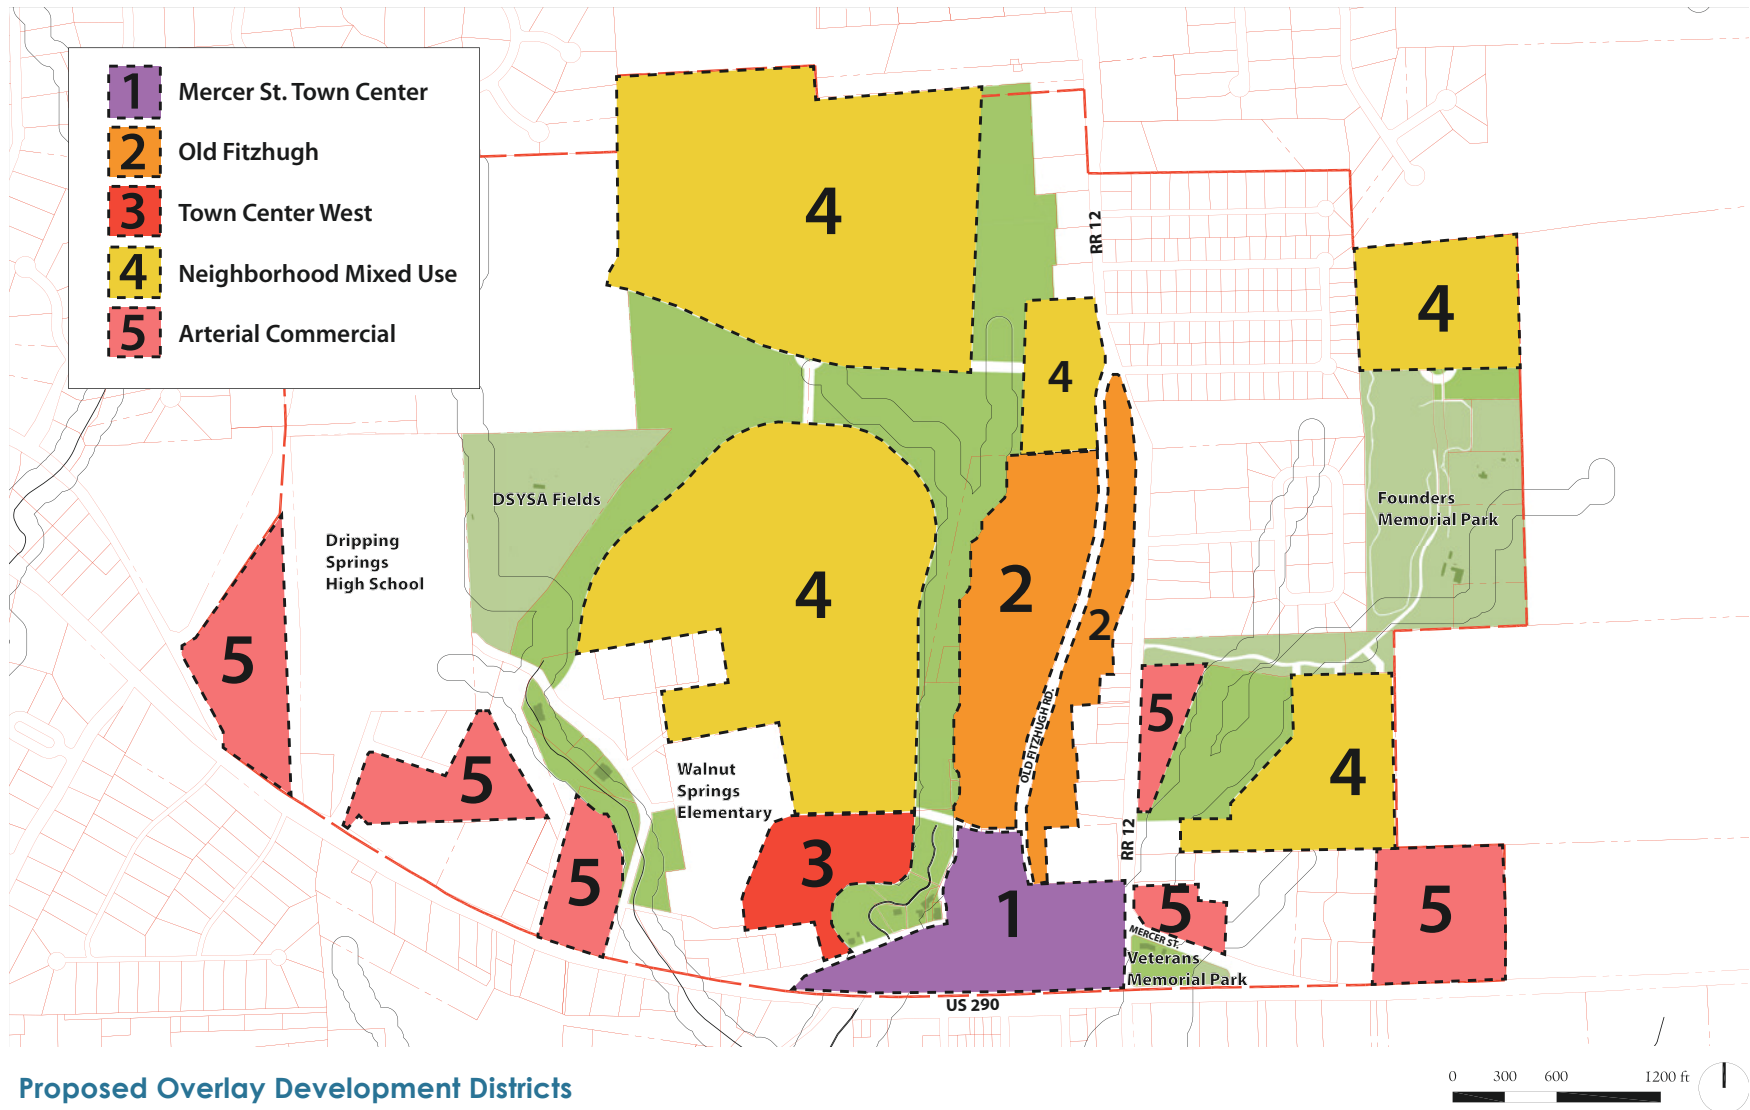 1 Mercer St. Town Center
2 Old Fitzhugh
3 Town Center West
4 Neighborhood Mixed Use
5 Arterial Commercial
4
RR 12
4
4
DSYSA Fields
Founders
Memorial Park
Dripping
Springs
High School
2
4
2
5
5
OLD FITZHUGH RD.
5
4
Walnut
Springs
Elementary
RR 12
3
5
1
5
5
MERCER ST.
Veterans
Memorial Park
US 290
Proposed Overlay Development Districts
0 300 600 1200 ft